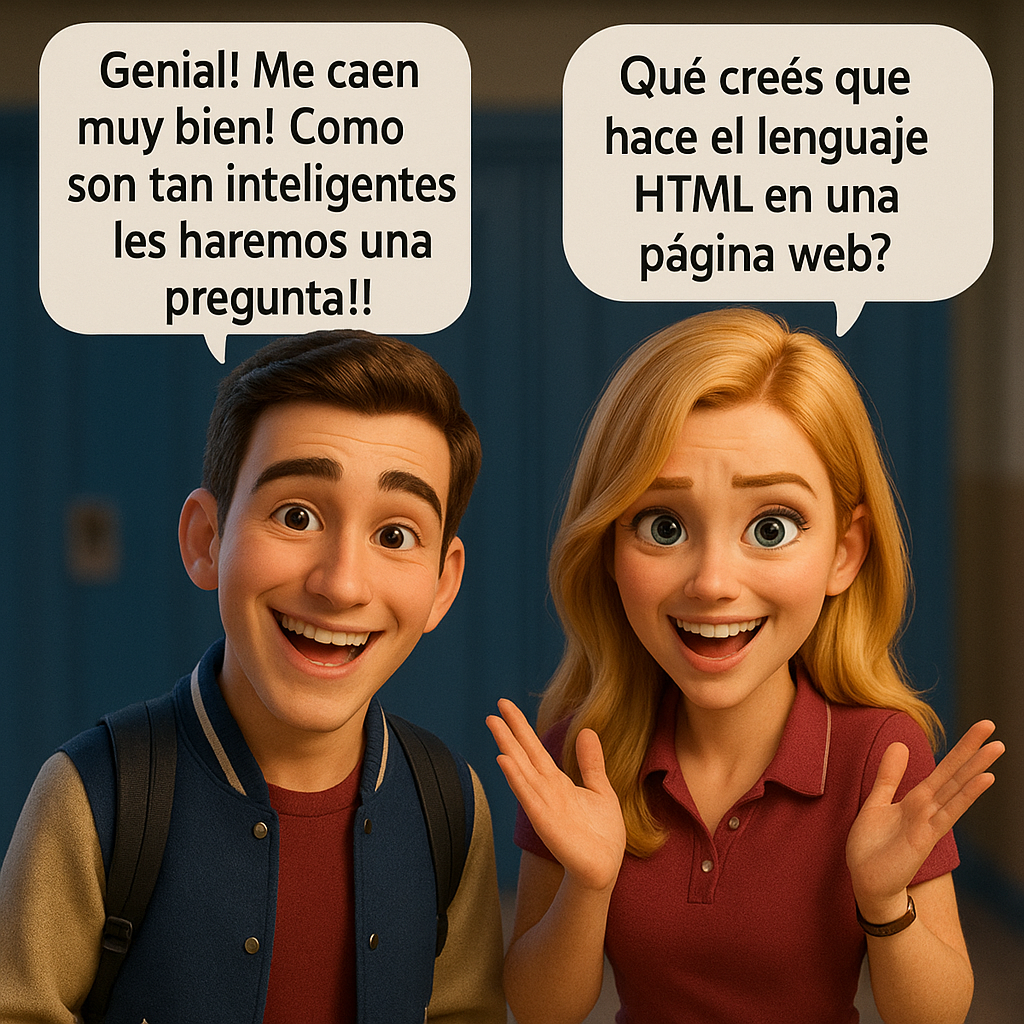 Genial! Me caen
muy bien! Como
son tan inteligentes
les haremos una
pregunta!!
Qué creés que
hace el lenguaje
HTML en una
página web?